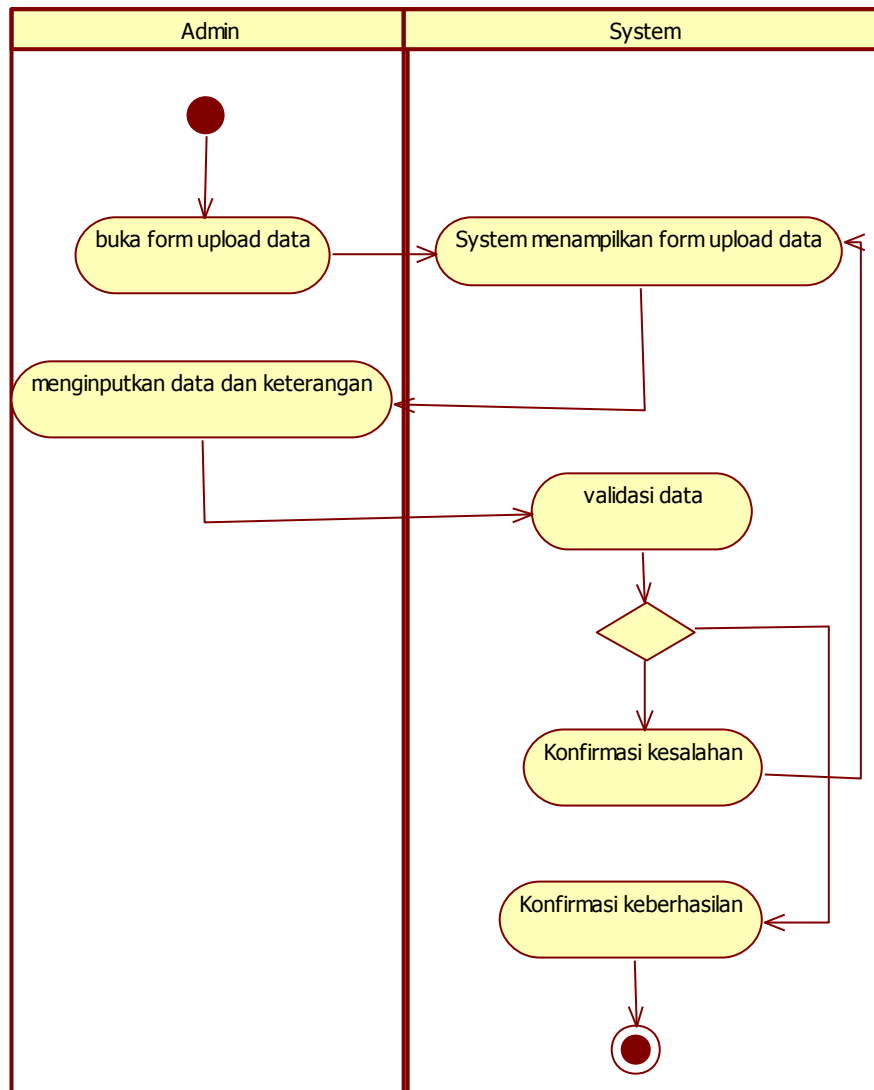 Admin
System
buka form upload data
System menampilkan form upload data
menginputkan data dan keterangan
validasi data
Konfirmasi kesalahan
Konfirmasi keberhasilan